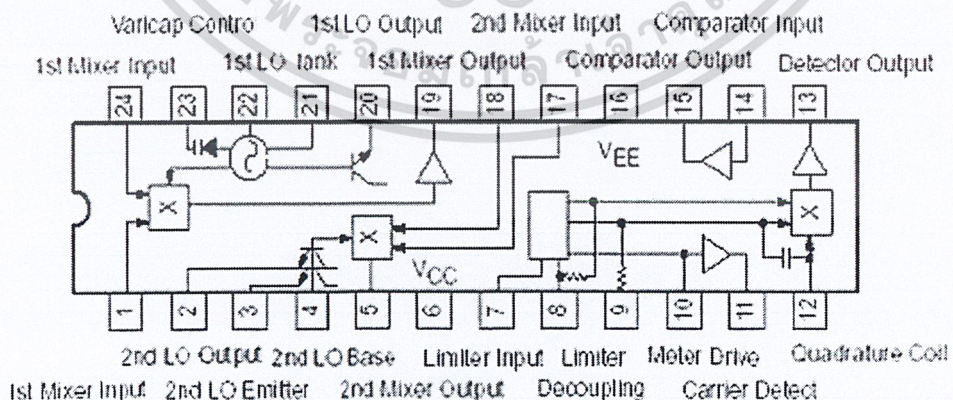 Varicap Contro 1st LO Output 2nd Mixer Input Comparator Input
1st Mixer Input 1st LO Tank 1st Mixer Output Comparator Output Detector Output
24 23 22 21 20 19 18 17 16 15 14 13
VEE
X
X
X
VCC
1 2 3 4 5 6 7 8 9 10 11 12
2nd LO Output 2nd LO Base Limiter Input Limiter Meter Drive Quadrature Coil
1st Mixer Input 2nd LO Emitter 2nd Mixer Output Decoupling Carrier Detect